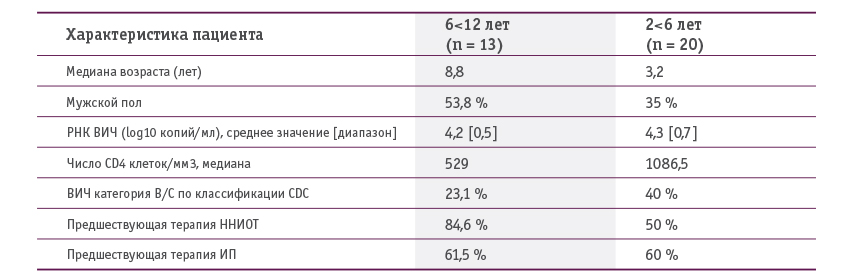 Характеристика пациента 6<12 лет (n = 13) 2<6 лет (n = 20)
Медиана возраста (лет) 8,8 3,2
Мужской пол 53,8 % 35 %
РНК ВИЧ (log10 копий/мл), среднее значение [диапазон] 4,2 [0,5] 4,3 [0,7]
Число CD4 клеток/мм3, медиана 529 1086,5
ВИЧ категория В/С по классификации CDC 23,1 % 40 %
Предшествующая терапия ННИОТ 84,6 % 50 %
Предшествующая терапия ИП 61,5 % 60 %